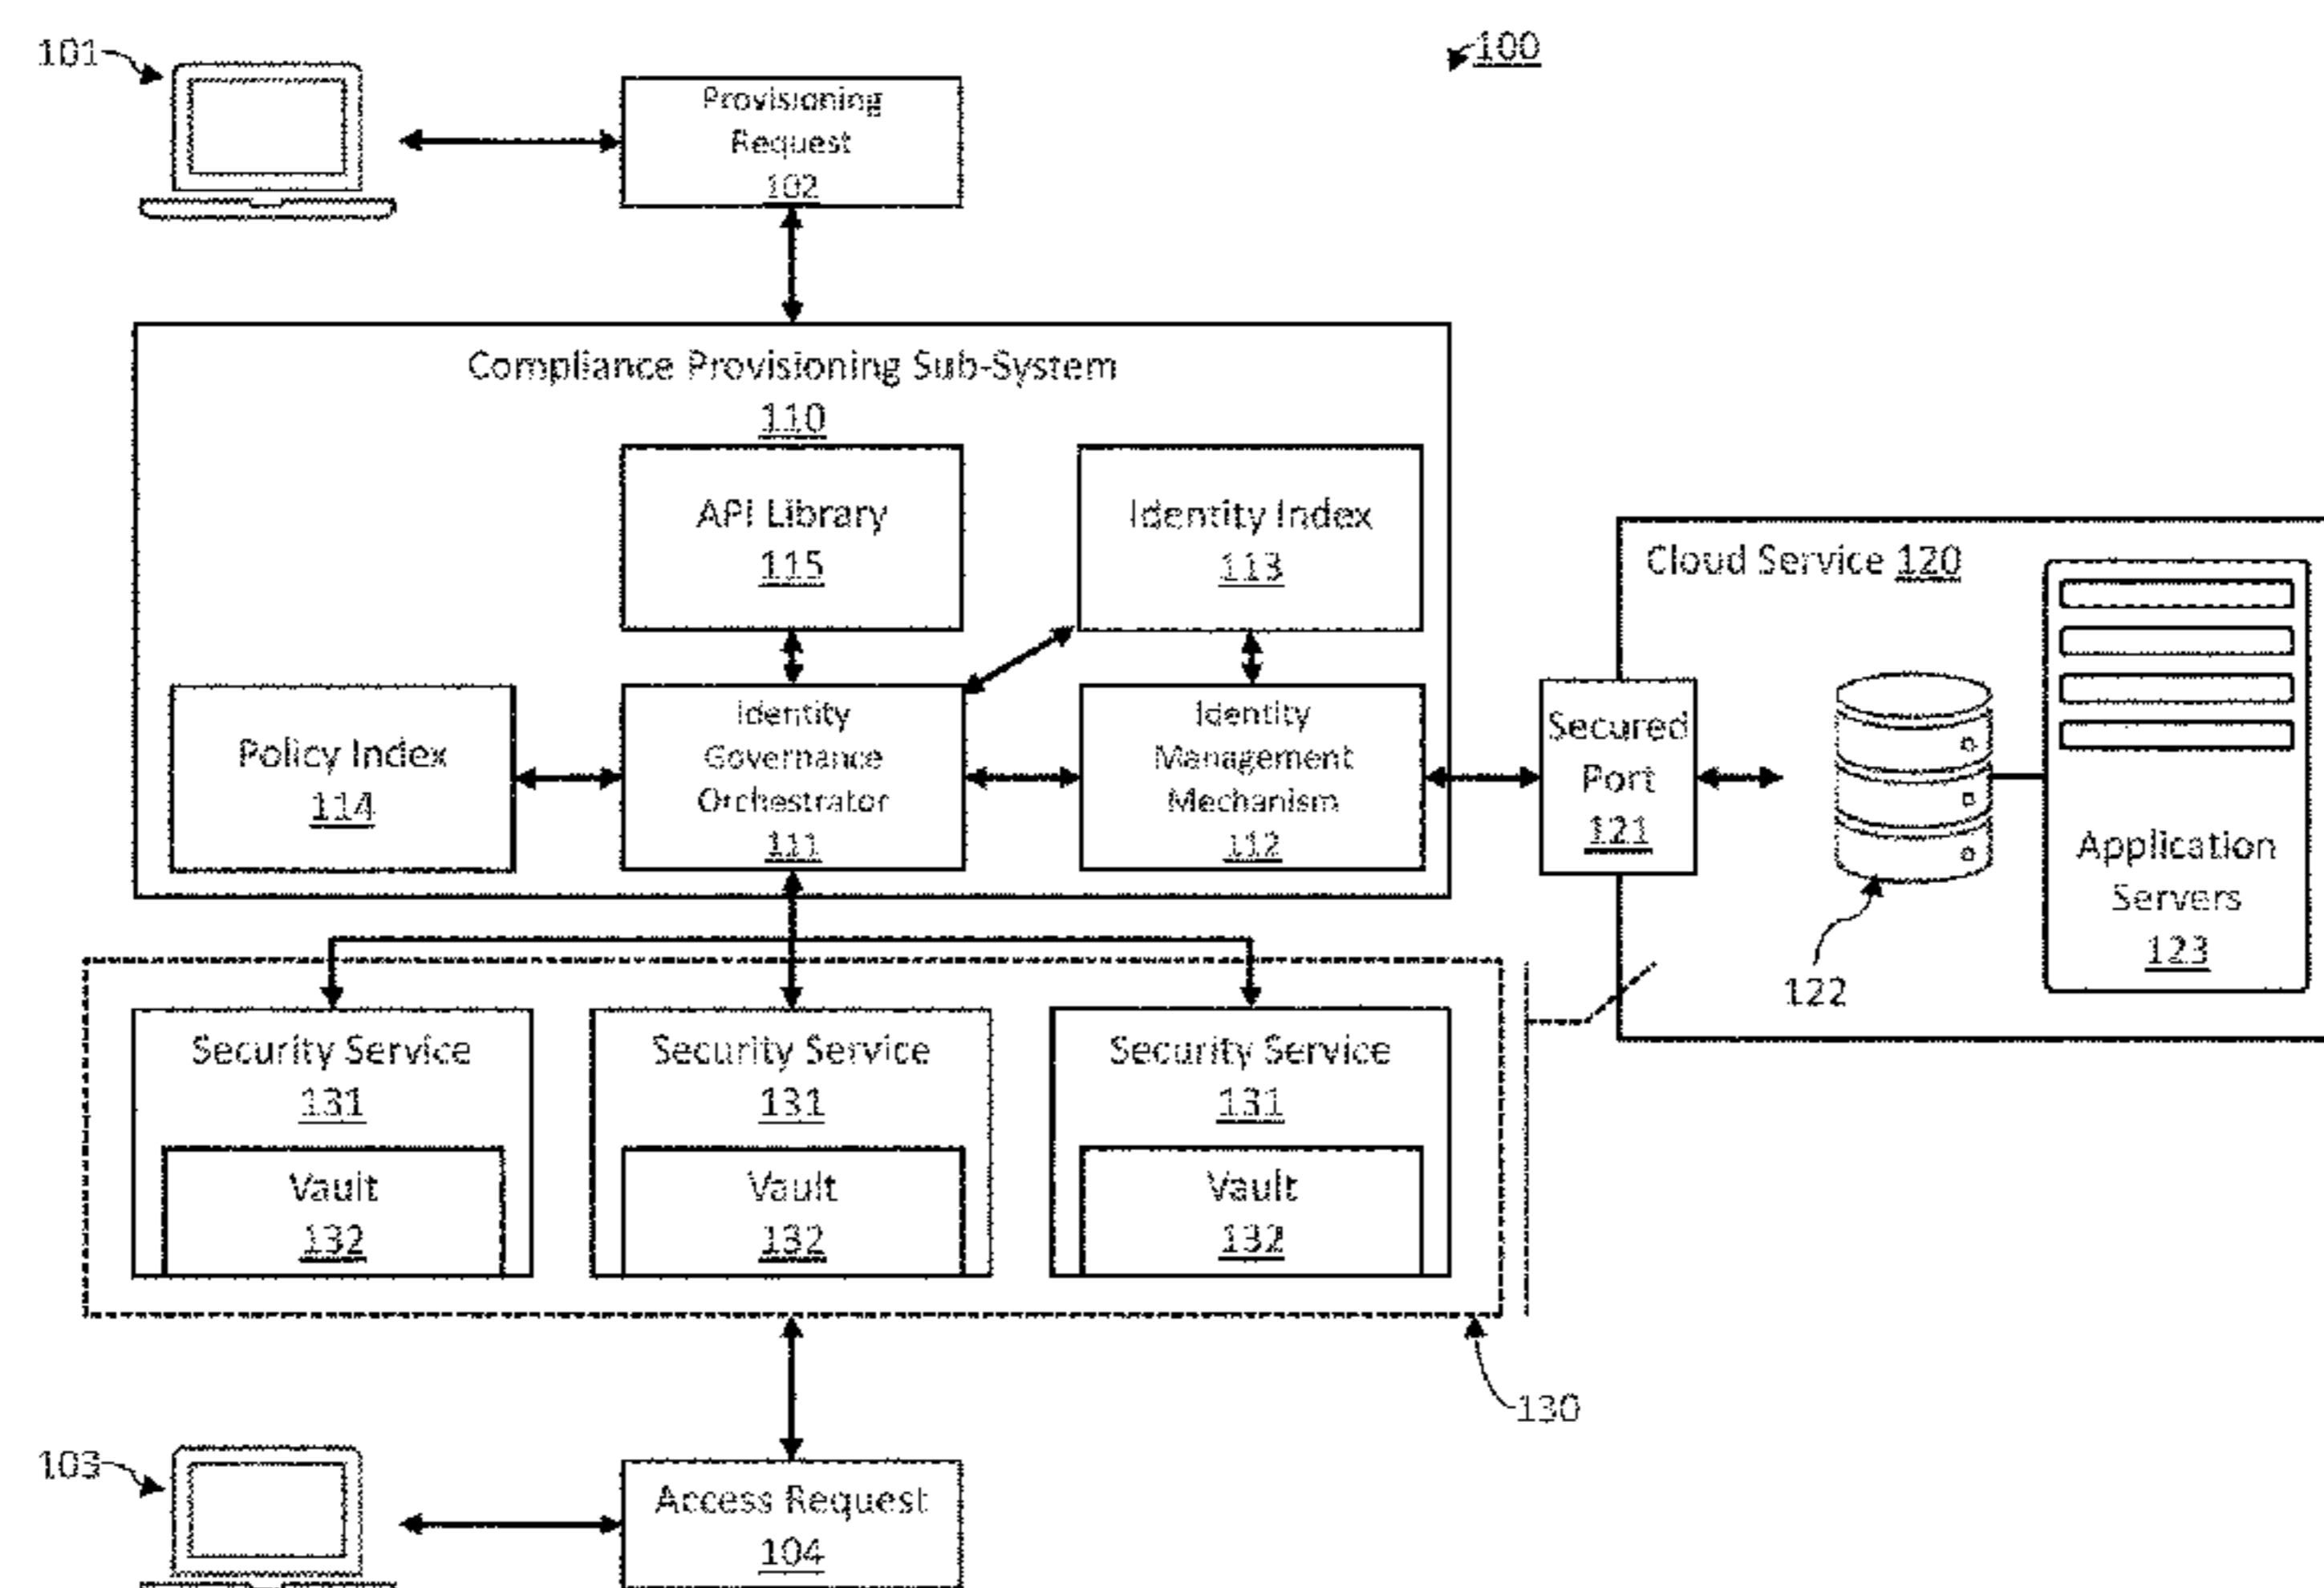 101
100
Provisioning
Request
102
Compliance Provisioning Sub-System
110
API Library
115
Identity Index
113
Cloud Service 120
Policy Index
114
Identity
Governance
Orchestrator
111
Identity
Management
Mechanism
112
Secured
Port
121
122
Application
Servers
123
Security Service
131
Vault
132
Security Service
131
Vault
132
Security Service
131
Vault
132
130
103
Access Request
104